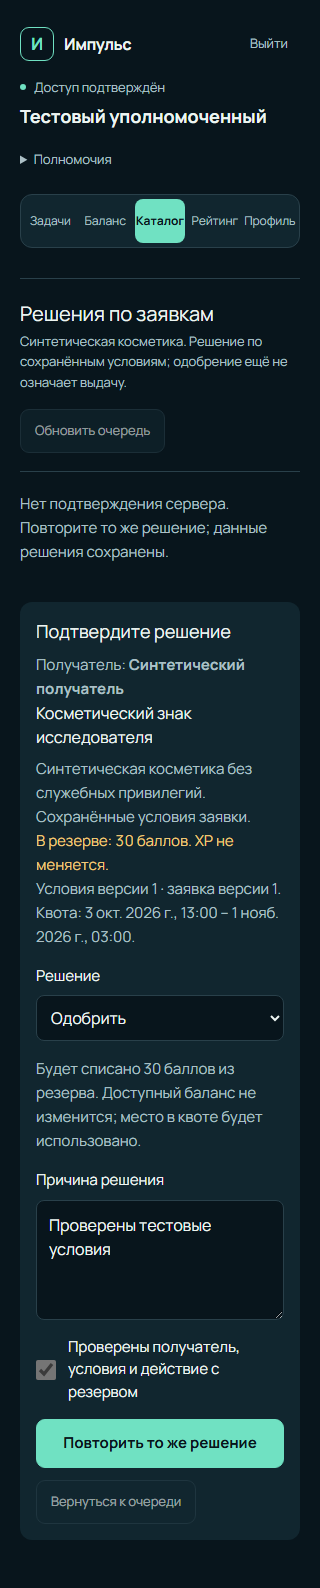 И Импульс Выйти
Доступ подтверждён
Тестовый уполномоченный
Полномочия
Задачи Баланс Каталог Рейтинг Профиль
Решения по заявкам
Синтетическая косметика. Решение по
сохранённым условиям; одобрение ещё не
означает выдачу.
Обновить очередь
Нет подтверждения сервера.
Повторите то же решение; данные
решения сохранены.
Подтвердите решение
Получатель: Синтетический
получатель
Косметический знак
исследователя
Синтетическая косметика без
служебных привилегий.
Сохранённые условия заявки.
В резерве: 30 баллов. XP не
меняется.
Условия версии 1 · заявка версии 1.
Квота: 3 окт. 2026 г., 13:00 – 1 нояб.
2026 г., 03:00.
Решение
Одобрить
Будет списано 30 баллов из
резерва. Доступный баланс не
изменится; место в квоте будет
использовано.
Причина решения
Проверены тестовые
условия
Проверены получатель,
условия и действие с
резервом
Повторить то же решение
Вернуться к очереди